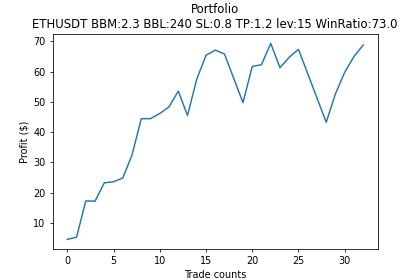 Portfolio
ETHUSDT BBM:2.3 BBL:240 SL:0.8 TP:1.2 lev:15 WinRatio:73.0
Profit ($)
70
60
50
40
30
20
10
0 5 10 15 20 25 30
Trade counts